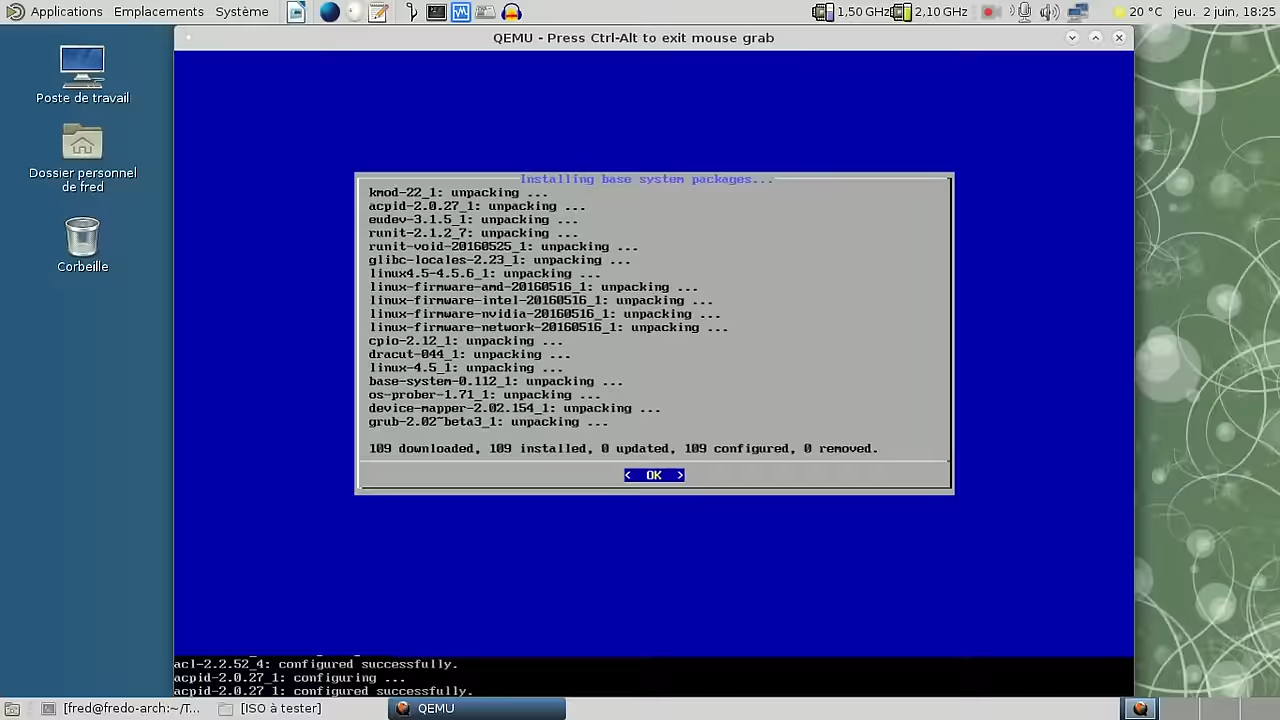 Applications Emplacements Système 1,50 GHz 2,10 GHz 20 °C jeu. 2 juin, 18:25
QEMU - Press Ctrl-Alt to exit mouse grab
Poste de travail
Dossier personnel
de fred
Corbeille
Installing base system packages...
kmod-22_1: unpacking ...
acpid-2.0.27_1: unpacking ...
eudev-3.1.5_1: unpacking ...
runit-2.1.2_7: unpacking ...
runit-void-20160525_1: unpacking ...
glibc-locales-2.23_1: unpacking ...
linux4.5-4.5.6_1: unpacking ...
linux-firmware-amd-20160516_1: unpacking ...
linux-firmware-intel-20160516_1: unpacking ...
linux-firmware-nvidia-20160516_1: unpacking ...
linux-firmware-network-20160516_1: unpacking ...
cpio-2.12_1: unpacking ...
dracut-044_1: unpacking ...
linux-4.5_1: unpacking ...
base-system-0.112_1: unpacking ...
os-prober-1.71_1: unpacking ...
device-mapper-2.02.154_1: unpacking ...
grub-2.02~beta3_1: unpacking ...
109 downloaded, 109 installed, 0 updated, 109 configured, 0 removed.
< OK >
acl-2.2.52_4: configured successfully.
acpid-2.0.27_1: configuring ...
acpid-2.0.27_1: configured successfully.
[fred@fredo-arch:~/T... [ISO à tester] QEMU